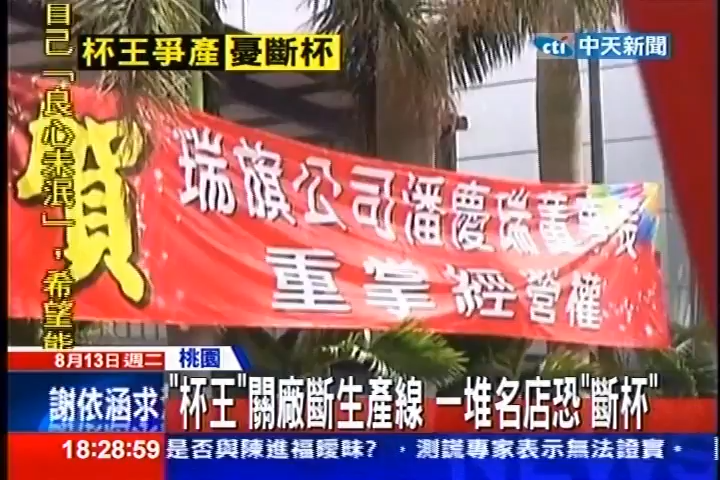 自己「良心未泯」,希望能
杯王爭產 憂斷杯
cti 中天新聞
賀
瑞旗公司潘慶瑞董事長
重掌經營權
8月13日週二 桃園
謝依涵求
"杯王"關廠斷生產線 一堆名店恐"斷杯"
18:28:59 是否與陳進福曖昧? ,測謊專家表示無法證實。
NEWS